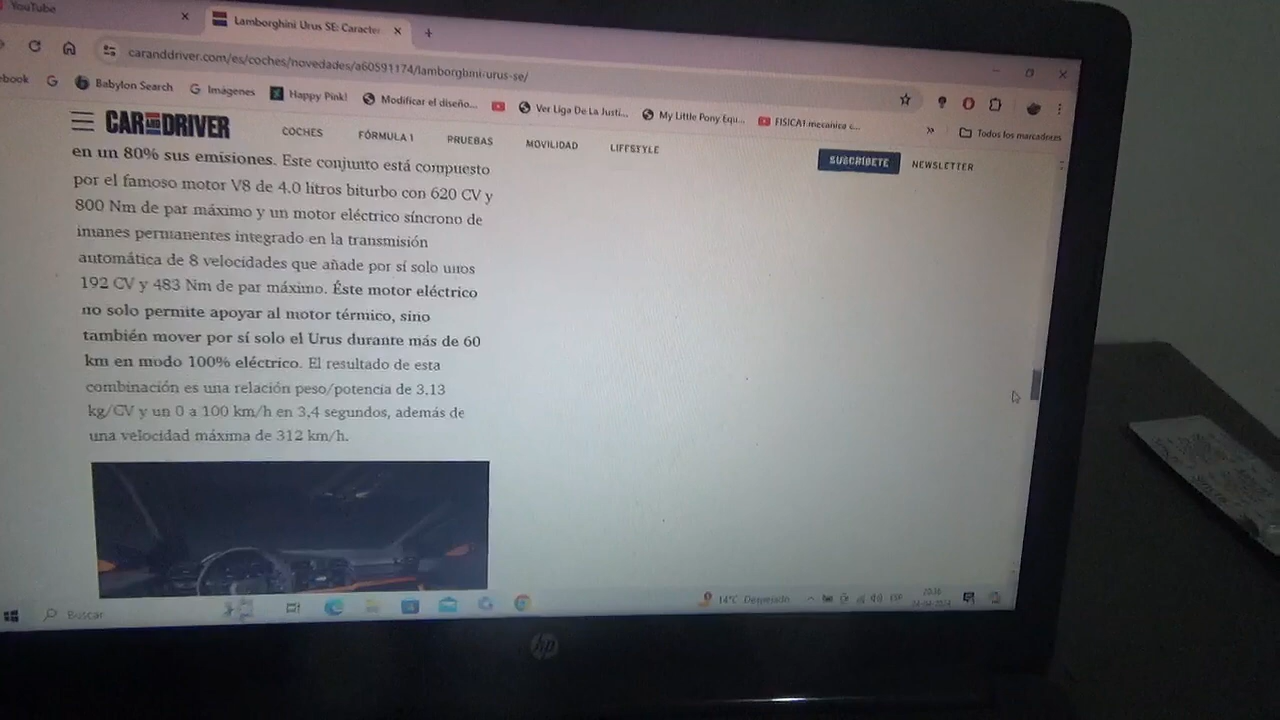 YouTube
Lamborghini Urus SE: Caracter
caranddriver.com/es/coches/novedades/a60591174/lamborghini-urus-se/
ebook
Babylon Search
Imágenes
Happy Pink!
Modificar el diseño...
Ver Liga De La Justi...
My Little Pony Equ...
FISICA1 mecanica c...
Todos los marcadores
CAR AND DRIVER
COCHES
FÓRMULA 1
PRUEBAS
MOVILIDAD
LIFESTYLE
SUSCRÍBETE
NEWSLETTER
en un 80% sus emisiones. Este conjunto está compuesto
por el famoso motor V8 de 4.0 litros biturbo con 620 CV y
800 Nm de par máximo y un motor eléctrico síncrono de
imanes permanentes integrado en la transmisión
automática de 8 velocidades que añade por sí solo unos
192 CV y 483 Nm de par máximo. Éste motor eléctrico
no solo permite apoyar al motor térmico, sino
también mover por sí solo el Urus durante más de 60
km en modo 100% eléctrico. El resultado de esta
combinación es una relación peso/potencia de 3.13
kg/CV y un 0 a 100 km/h en 3,4 segundos, además de
una velocidad máxima de 312 km/h.
Buscar
14°C Despejado
ESP
24-04-2024
hp